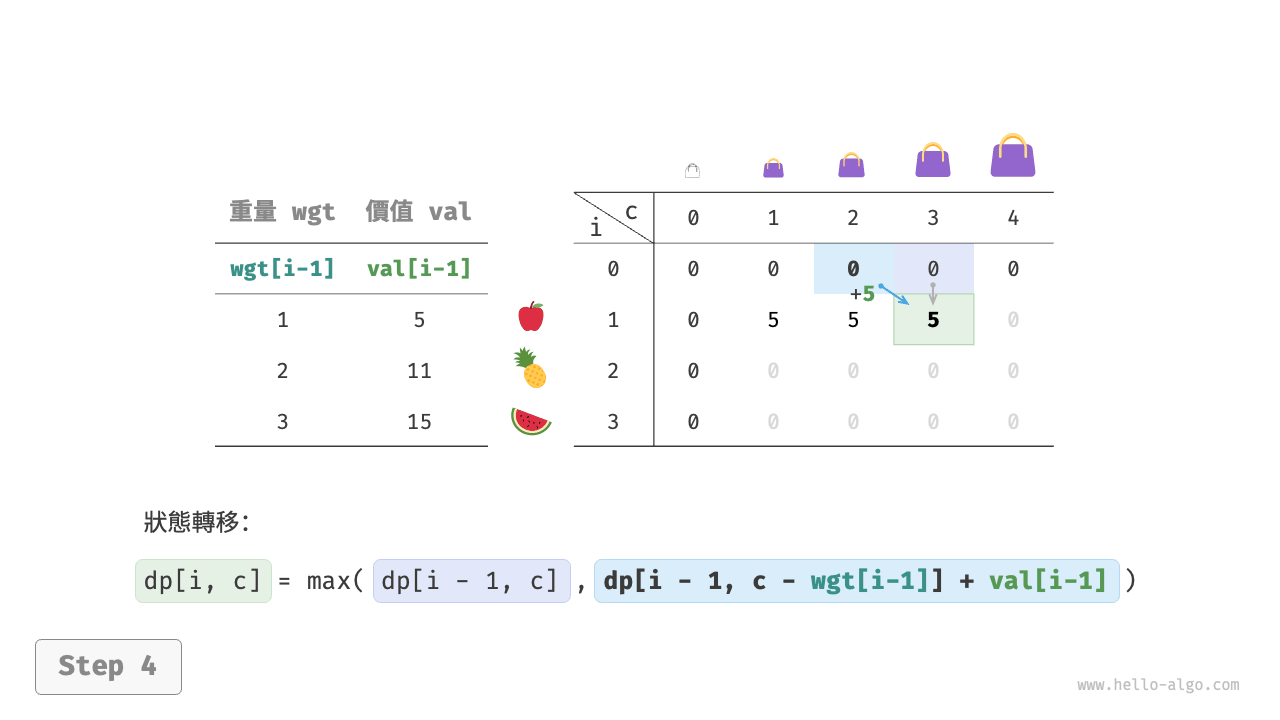 重量 wgt 價值 val
wgt[i-1] val[i-1]
1 5
2 11
3 15
i c 0 1 2 3 4
0 0 0 0 0 0
+5
1 0 5 5 5 0
2 0 0 0 0 0
3 0 0 0 0 0
狀態轉移：
dp[i, c] = max( dp[i - 1, c] , dp[i - 1, c - wgt[i-1]] + val[i-1] )
Step 4
www.hello-algo.com